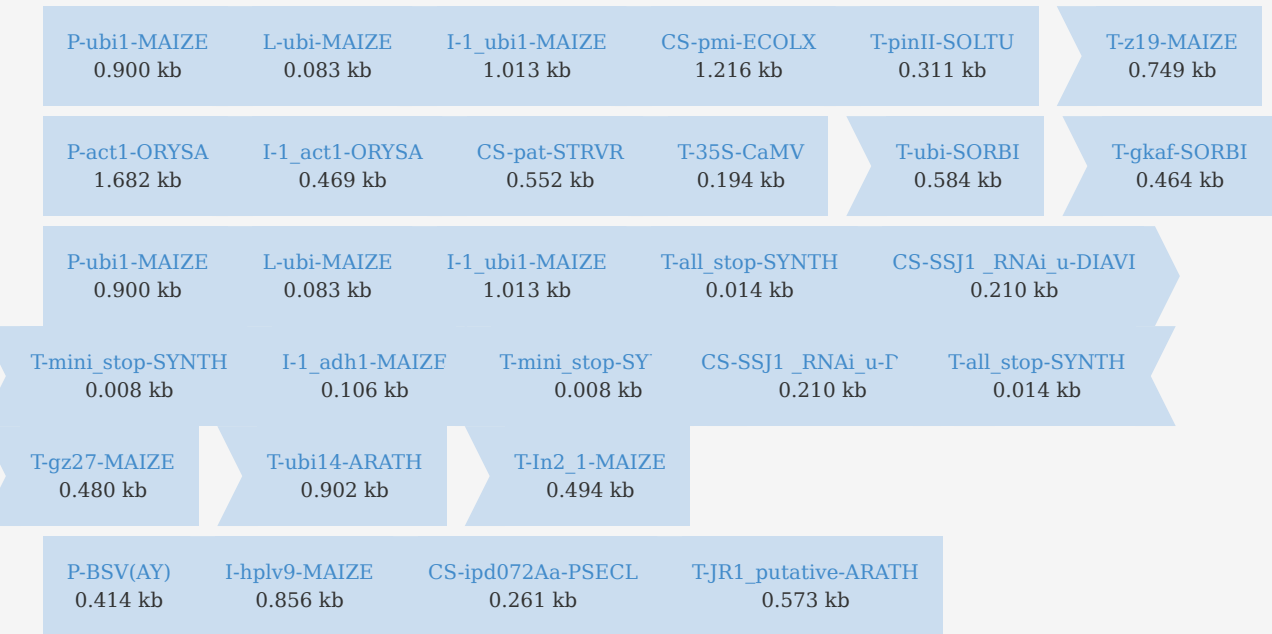 P-ubi1-MAIZE L-ubi-MAIZE I-1_ubi1-MAIZE CS-pmi-ECOLX T-pinII-SOLTU T-z19-MAIZE
0.900 kb 0.083 kb 1.013 kb 1.216 kb 0.311 kb 0.749 kb
P-act1-ORYSA I-1_act1-ORYSA CS-pat-STRVR T-35S-CaMV T-ubi-SORBI T-gkaf-SORBI
1.682 kb 0.469 kb 0.552 kb 0.194 kb 0.584 kb 0.464 kb
P-ubi1-MAIZE L-ubi-MAIZE I-1_ubi1-MAIZE T-all_stop-SYNTH CS-SSJ1 _RNAi_u-DIAVI
0.900 kb 0.083 kb 1.013 kb 0.014 kb 0.210 kb
T-mini_stop-SYNTH I-1_adh1-MAIZE T-mini_stop-SY CS-SSJ1 _RNAi_u- T-all_stop-SYNTH
0.008 kb 0.106 kb 0.008 kb 0.210 kb 0.014 kb
T-gz27-MAIZE T-ubi14-ARATH T-In2_1-MAIZE
0.480 kb 0.902 kb 0.494 kb
P-BSV(AY) I-hplv9-MAIZE CS-ipd072Aa-PSECL T-JR1_putative-ARATH
0.414 kb 0.856 kb 0.261 kb 0.573 kb